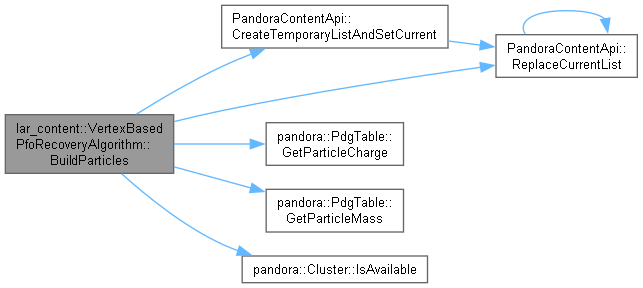 PandoraContentApi::
CreateTemporaryListAndSetCurrent
PandoraContentApi::
ReplaceCurrentList
lar_content::VertexBased
PfoRecoveryAlgorithm::
BuildParticles
pandora::PdgTable::
GetParticleCharge
pandora::PdgTable::
GetParticleMass
pandora::Cluster::IsAvailable